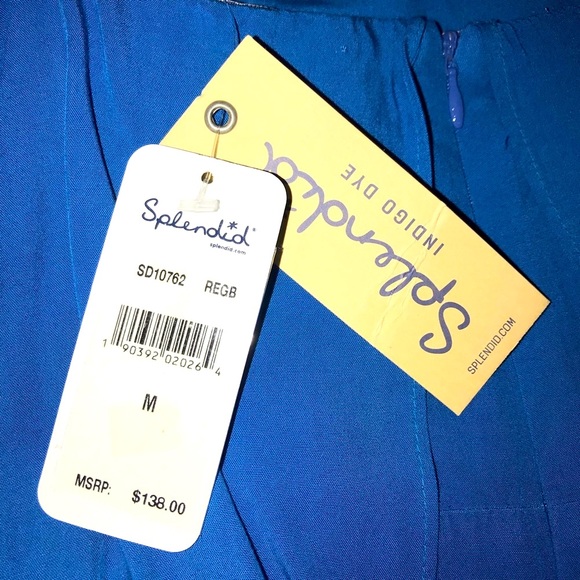 Splendid
splendid.com
SD10762 REGB
1 90392 02026 4
M
MSRP: $138.00
Splendid
INDIGO DYE
SPLENDID.COM